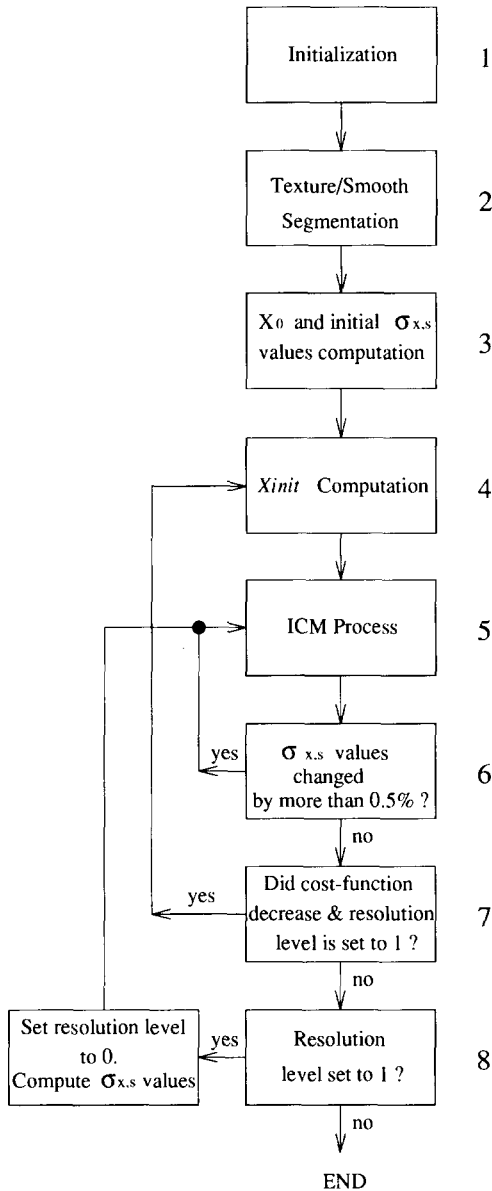 Initialization
1
Texture/Smooth
Segmentation
2
X0 and initial σx,s
values computation
3
Xinit Computation
4
ICM Process
5
yes
σ x,s values
changed
by more than 0.5% ?
6
no
yes
Did cost-function
decrease & resolution
level is set to 1 ?
7
no
Set resolution level
to 0.
Compute σx,s values
yes
Resolution
level set to 1 ?
8
no
END